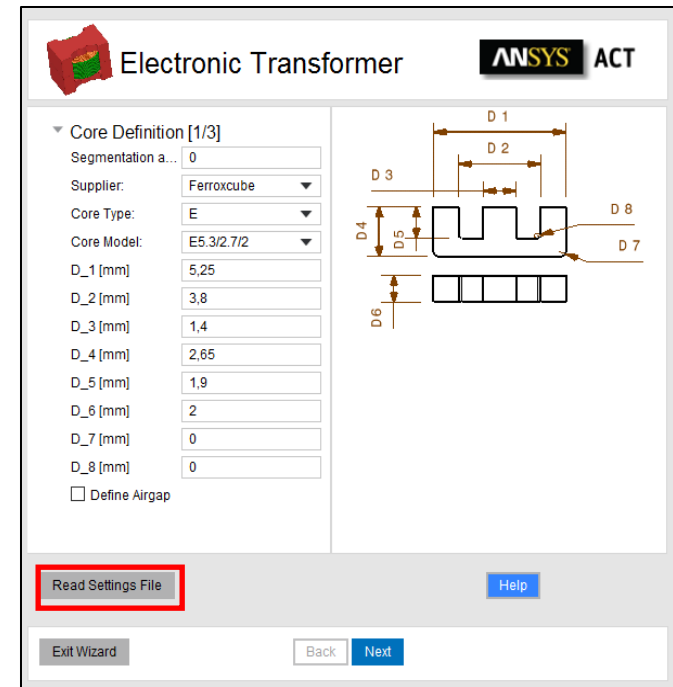 Electronic Transformer
ANSYS ACT
Core Definition [1/3]
Segmentation a... 0
Supplier: Ferroxcube
Core Type: E
Core Model: E5.3/2.7/2
D_1 [mm] 5,25
D_2 [mm] 3,8
D_3 [mm] 1,4
D_4 [mm] 2,65
D_5 [mm] 1,9
D_6 [mm] 2
D_7 [mm] 0
D_8 [mm] 0
Define Airgap
D 1
D 2
D 3
D 8
D4
D5
D 7
D6
Read Settings File
Help
Exit Wizard
Back
Next